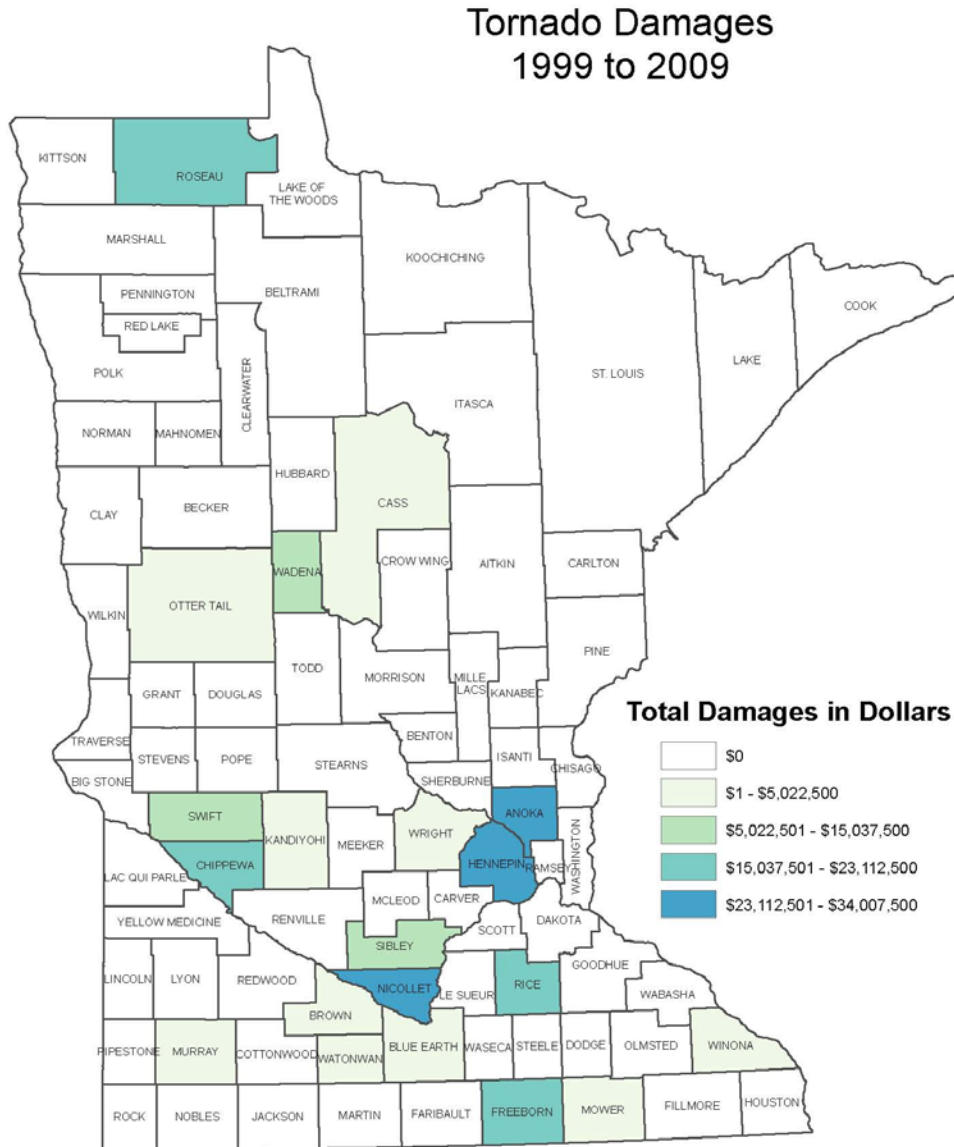 Tornado Damages
1999 to 2009
KITTSON
ROSEAU
LAKE OF
THE WOODS
MARSHALL
KOOCHICHING
PENNINGTON
BELTRAMI
RED LAKE
COOK
LAKE
POLK
ST. LOUIS
CLEARWATER
ITASCA
NORMAN
MAHNOMEN
HUBBARD
CASS
BECKER
CLAY
CROW WING
AITKIN
CARLTON
WADENA
OTTER TAIL
WILKIN
PINE
TODD
MORRISON
MILLE
LACS
KANABEC
GRANT
DOUGLAS
TRAVERSE
BENTON
STEVENS
POPE
ISANTI
STEARNS
CHISAGO
BIG STONE
SHERBURNE
SWIFT
ANOKA
KANDIYOHI
WRIGHT
MEEKER
WASHINGTON
CHIPPEWA
HENNEPIN
RAMSEY
LAC QUI PARLE
MCLEOD
CARVER
YELLOW MEDICINE
RENVILLE
DAKOTA
SCOTT
SIBLEY
LINCOLN
LYON
REDWOOD
NICOLLET
LE SUEUR
RICE
GOODHUE
WABASHA
BROWN
PIPESTONE
MURRAY
COTTONWOOD
WATONWAN
BLUE EARTH
WASECA
STEELE
DODGE
OLMSTED
WINONA
ROCK
NOBLES
JACKSON
MARTIN
FARIBAULT
FREEBORN
MOWER
FILLMORE
HOUSTON
Total Damages in Dollars
$0
$1 - $5,022,500
$5,022,501 - $15,037,500
$15,037,501 - $23,112,500
$23,112,501 - $34,007,500